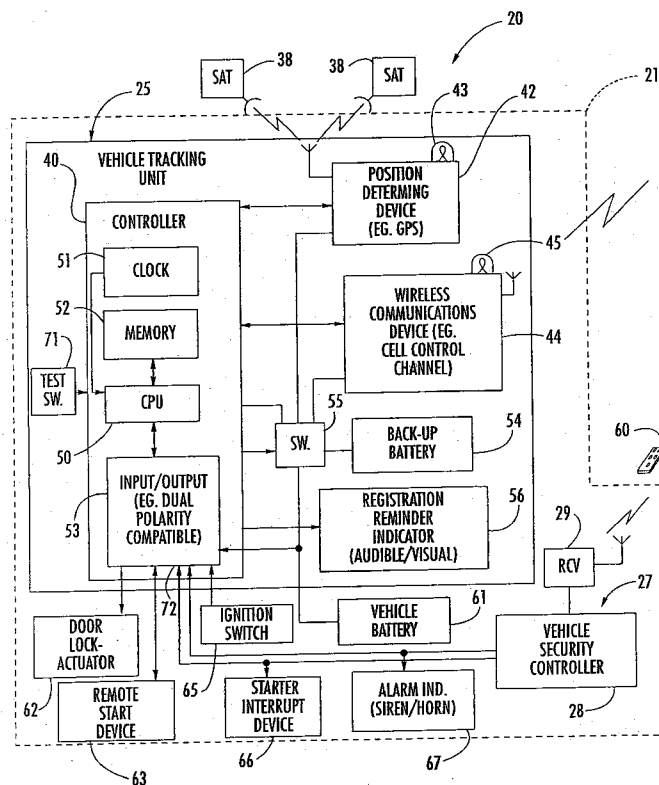 20
SAT
38
38
SAT
21
25
43
42
VEHICLE TRACKING
UNIT
40
POSITION
DETERMING
DEVICE
(EG. GPS)
CONTROLLER
51
CLOCK
45
52
MEMORY
WIRELESS
COMMUNICATIONS
DEVICE (EG.
CELL CONTROL
CHANNEL)
44
71
TEST
SW.
CPU
50
55
SW.
BACK-UP
BATTERY
54
60
53
INPUT/OUTPUT
(EG. DUAL
POLARITY
COMPATIBLE)
REGISTRATION
REMINDER
INDICATOR
(AUDIBLE/VISUAL)
56
29
RCV
27
72
DOOR
LOCK-
ACTUATOR
62
IGNITION
SWITCH
65
VEHICLE
BATTERY
61
VEHICLE
SECURITY
CONTROLLER
28
REMOTE
START
DEVICE
63
STARTER
INTERRUPT
DEVICE
66
ALARM IND.
(SIREN/HORN)
67